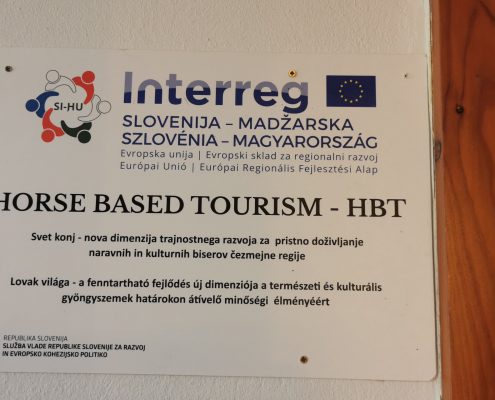 SI-HU
Interreg
SLOVENIJA – MADŽARSKA
SZLOVÉNIA – MAGYARORSZÁG
Evropska unija | Evropski sklad za regionalni razvoj
Európai Unió | Európai Regionális Fejlesztési Alap
HORSE BASED TOURISM - HBT
Svet konj - nova dimenzija trajnostnega razvoja za pristno doživljanje
naravnih in kulturnih biserov čezmejne regije
Lovak világa - a fenntartható fejlődés új dimenziója a természeti és kulturális
gyöngyszemek határokon átívelő minőségi élményéért
REPUBLIKA SLOVENIJA
SLUŽBA VLADE REPUBLIKE SLOVENIJE ZA RAZVOJ
IN EVROPSKO KOHEZIJSKO POLITIKO